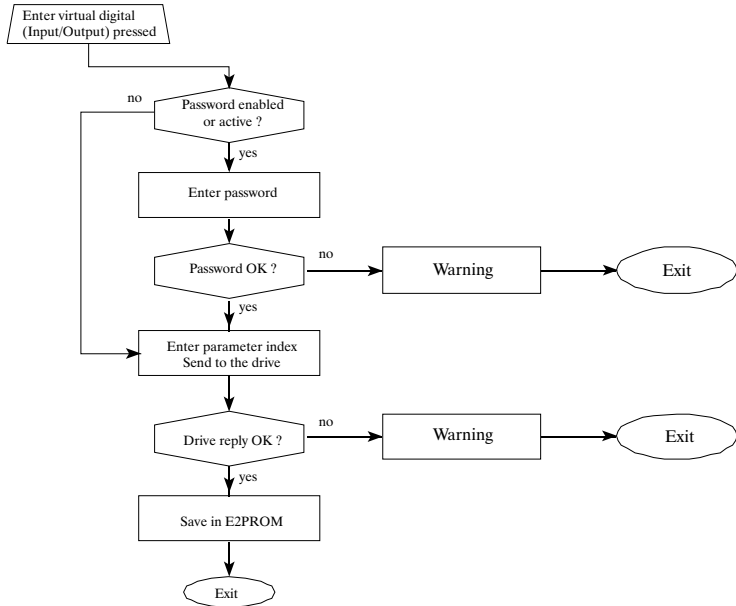 Enter virtual digital
(Input/Output) pressed
no
Password enabled
or active ?
yes
Enter password
Password OK ?
no
Warning
Exit
yes
Enter parameter index
Send to the drive
Drive reply OK ?
no
Warning
Exit
yes
Save in E2PROM
Exit